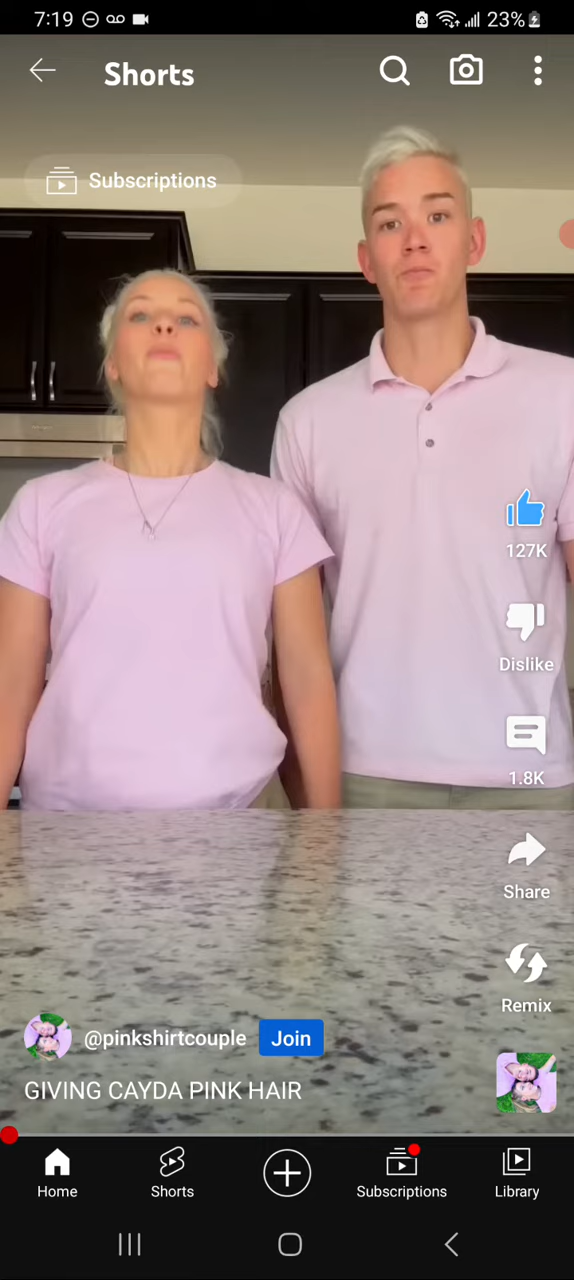 7:19
23%
Shorts
Subscriptions
127K
Dislike
1.8K
Share
Remix
@pinkshirtcouple
Join
GIVING CAYDA PINK HAIR
Home
Shorts
Subscriptions
Library